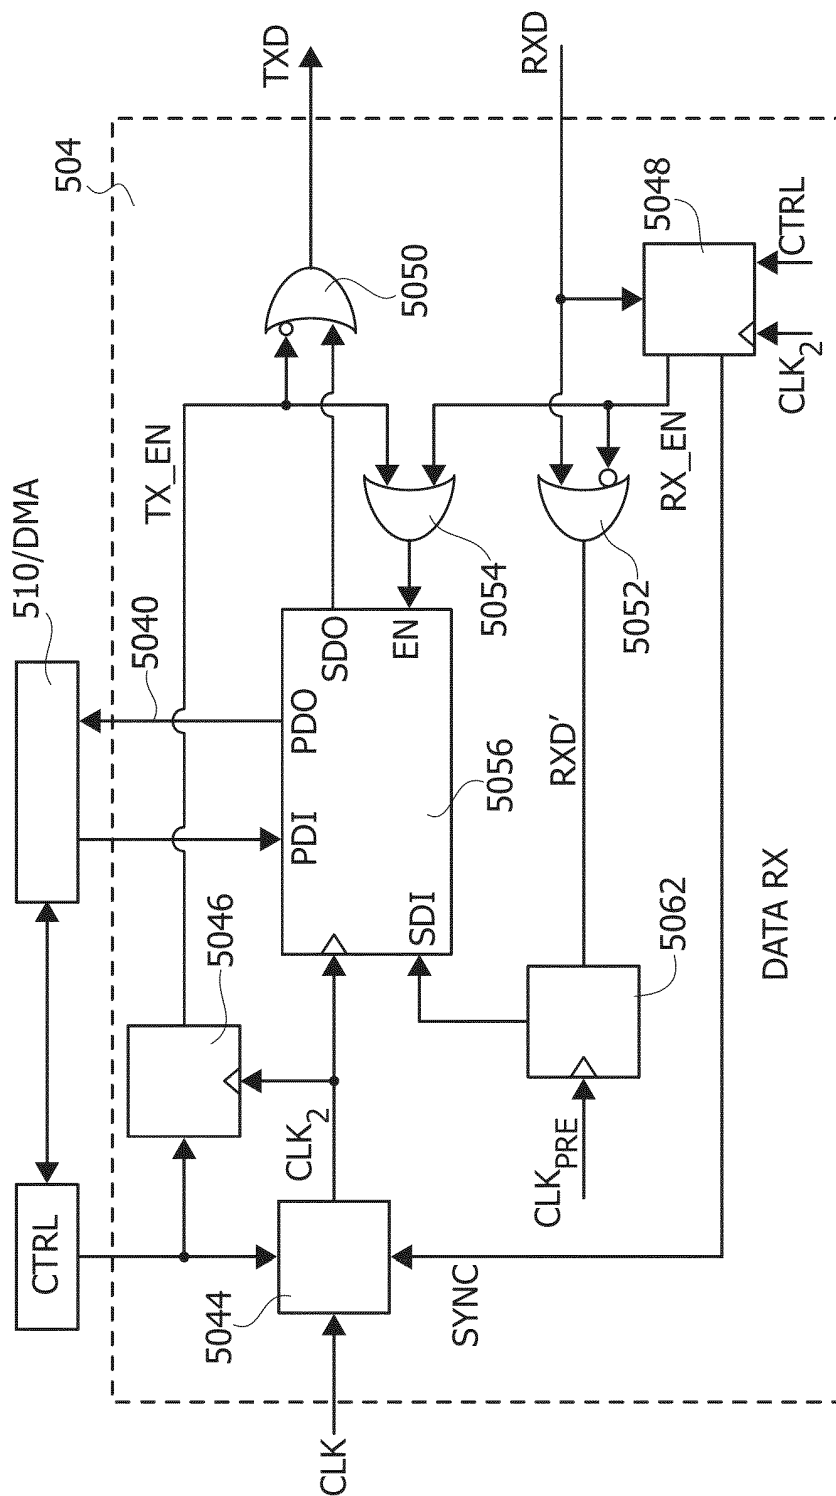 TXD
RXD
504
5048
CTRL
CLK2
5050
TX_EN
RX_EN
510/DMA
5040
5054
5052
SDO
EN
PDO
PDI
SDI
5056
RXD’
5046
5062
DATA RX
CLK2
CLKPRE
CTRL
5044
SYNC
CLK